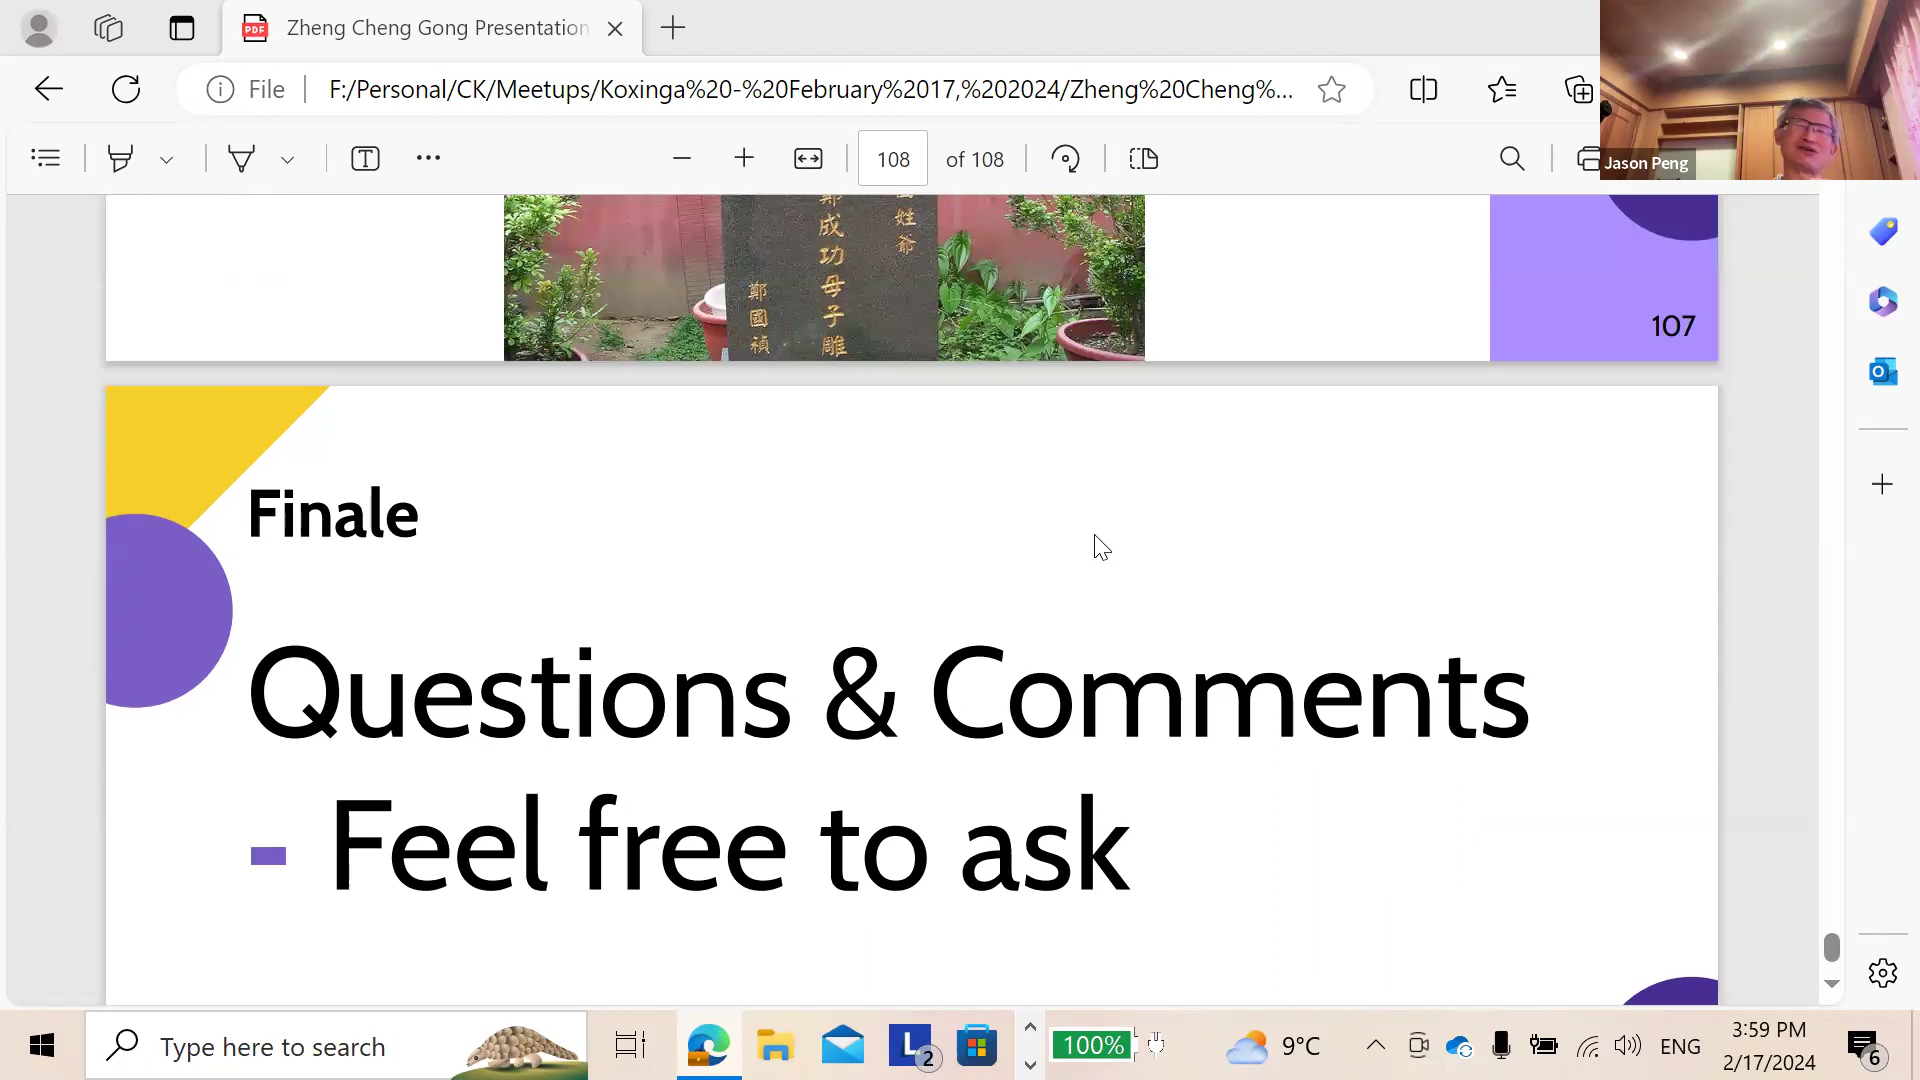 Zheng Cheng Gong Presentation
File
F:/Personal/CK/Meetups/Koxinga%20-%20February%2017,%202024/Zheng%20Cheng%...
108 of 108
Jason Peng
姓爺
成功母子雕
鄭國禎
107
Finale
Questions & Comments
- Feel free to ask
Type here to search
L
2
100%
9°C
ENG
3:59 PM
2/17/2024
6